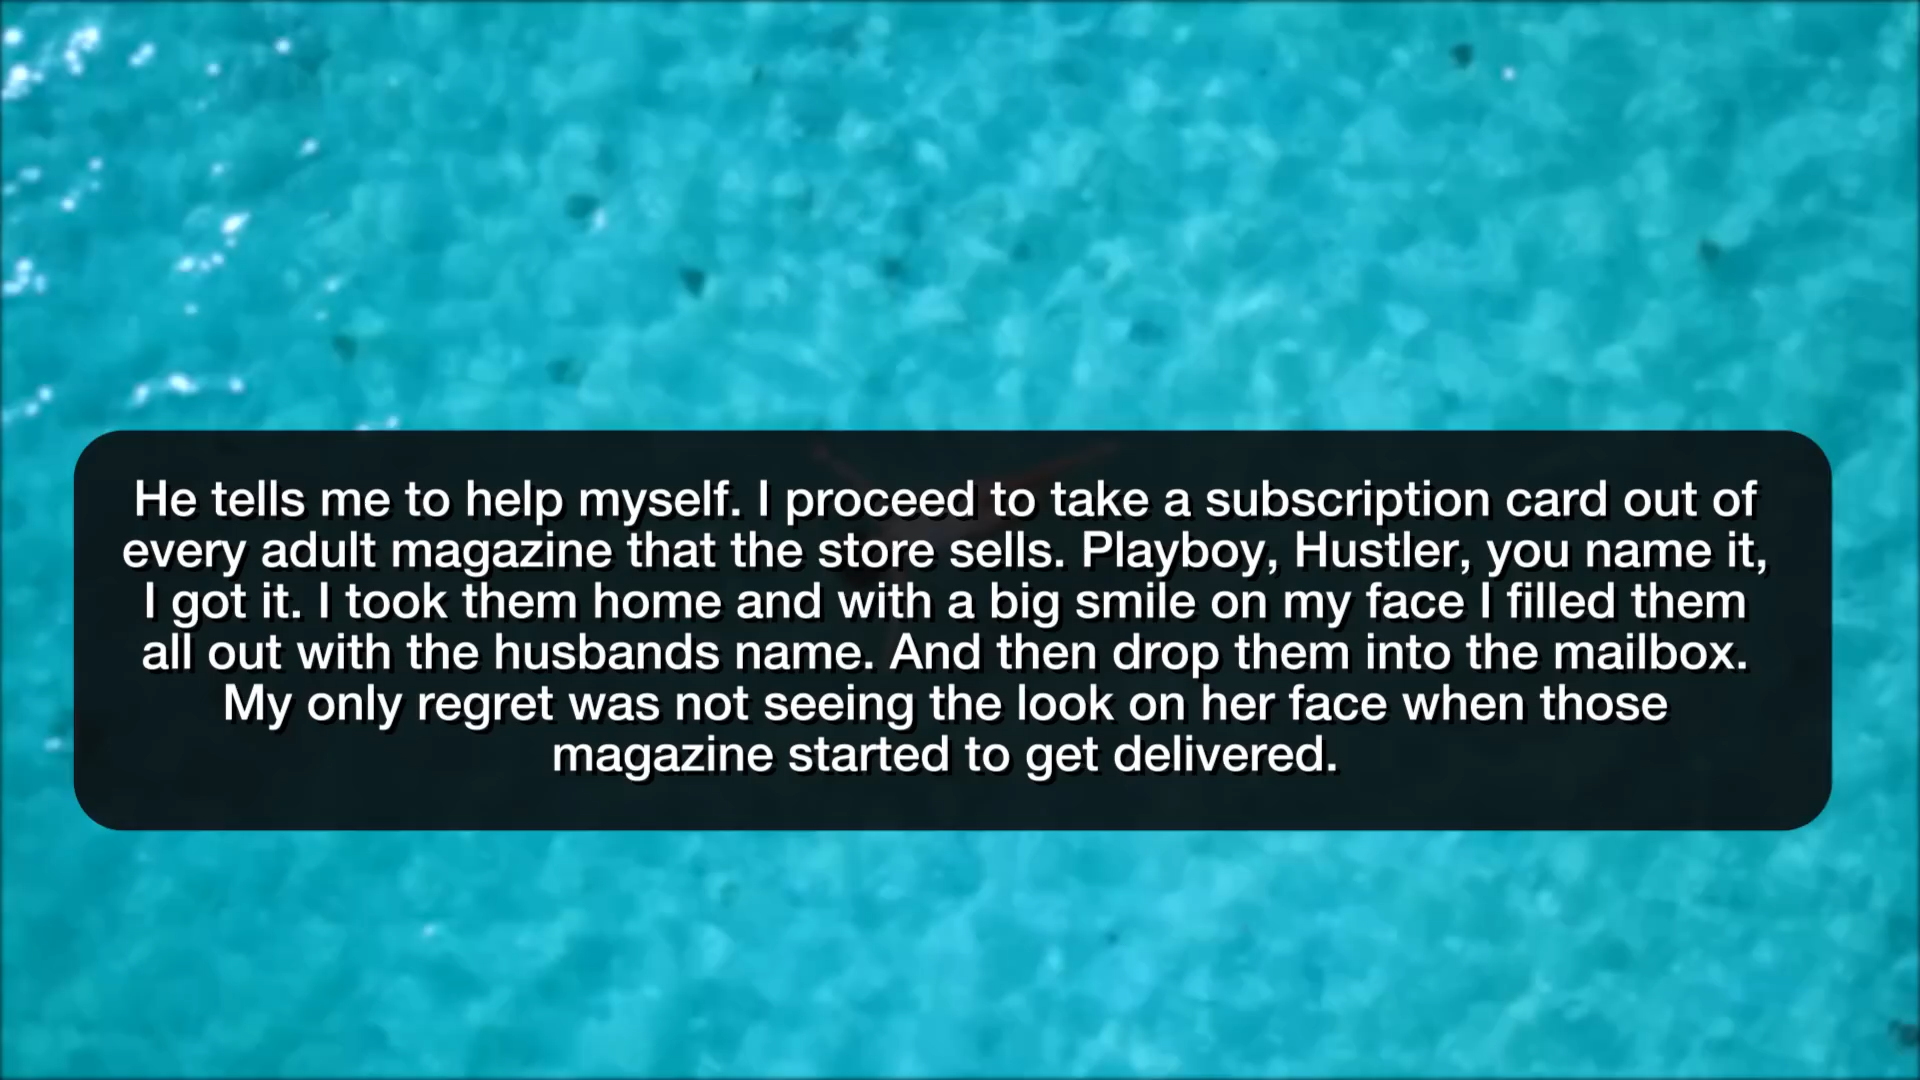 He tells me to help myself. I proceed to take a subscription card out of
every adult magazine that the store sells. Playboy, Hustler, you name it,
I got it. I took them home and with a big smile on my face I filled them
all out with the husbands name. And then drop them into the mailbox.
My only regret was not seeing the look on her face when those
magazine started to get delivered.